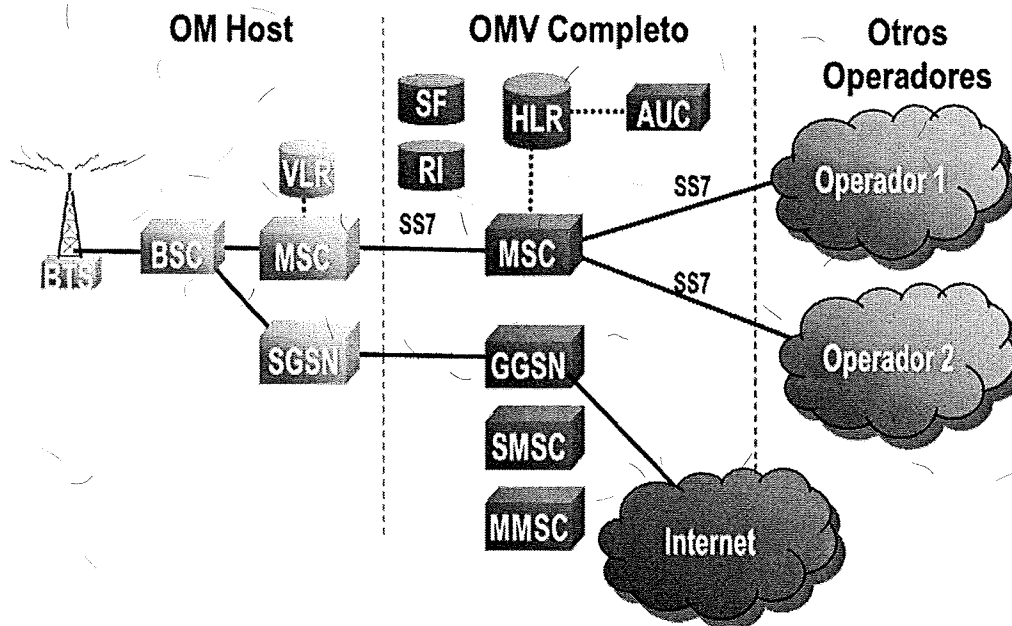 OM Host
OMV Completo
Otros
Operadores
SF
HLR
AUC
VLR
RI
SS7
Operador 1
BTS
BSC
MSC
SS7
MSC
SS7
SGSN
GGSN
Operador 2
SMSC
MMSC
Internet